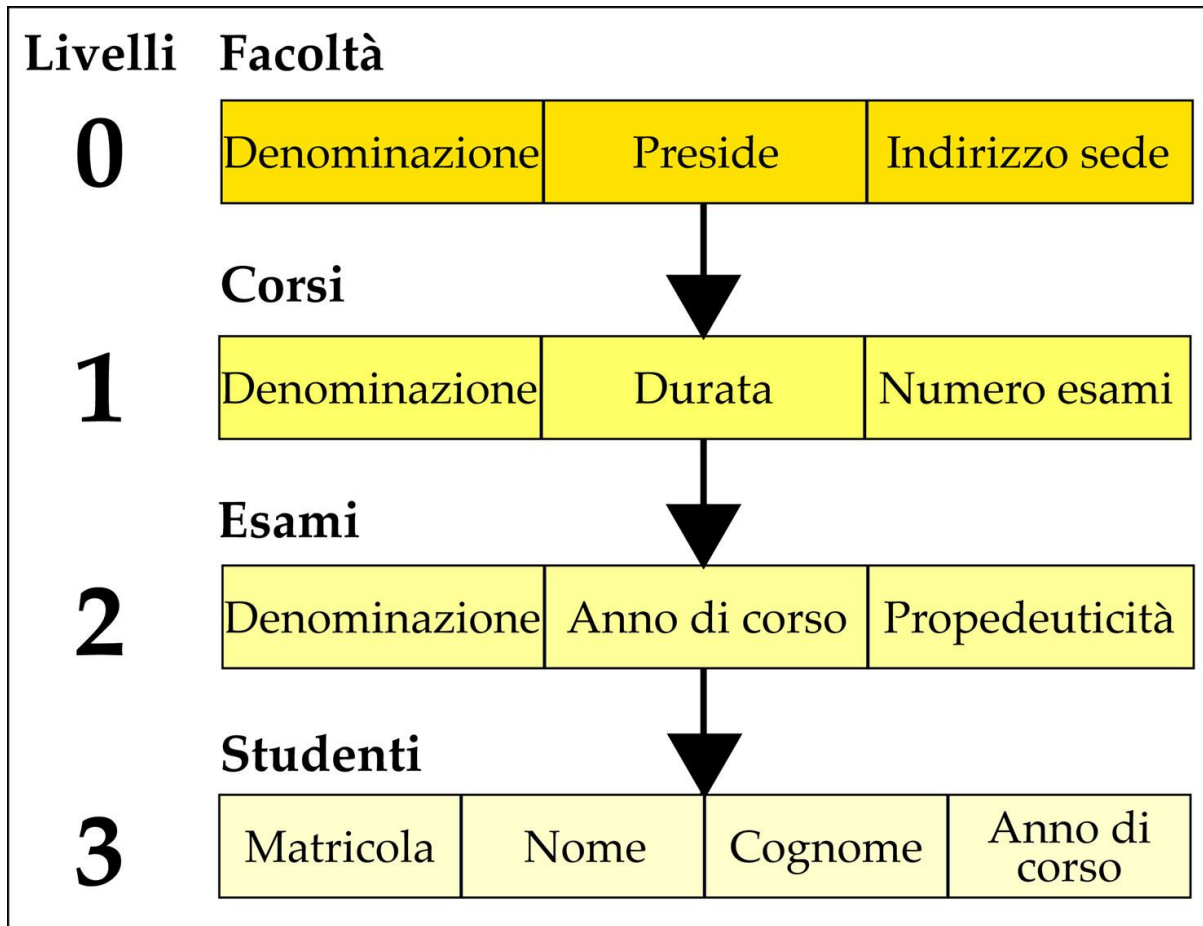 Livelli Facoltà
0 Denominazione Preside Indirizzo sede
Corsi
1 Denominazione Durata Numero esami
Esami
2 Denominazione Anno di corso Propedeuticità
Studenti
3 Matricola Nome Cognome Anno di
corso